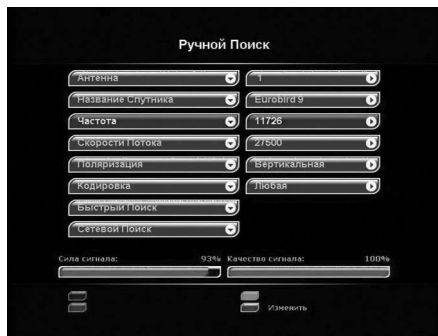 Ручной Поиск
Антенна 1
Название Спутника Eurobird 9
Частота 11726
Скорости Потока 27500
Поляризация Вертикальная
Кодировка Любая
Быстрый Поиск
Сетевой Поиск
Сила сигнала: 93% Качество сигнала: 100%
Изменить